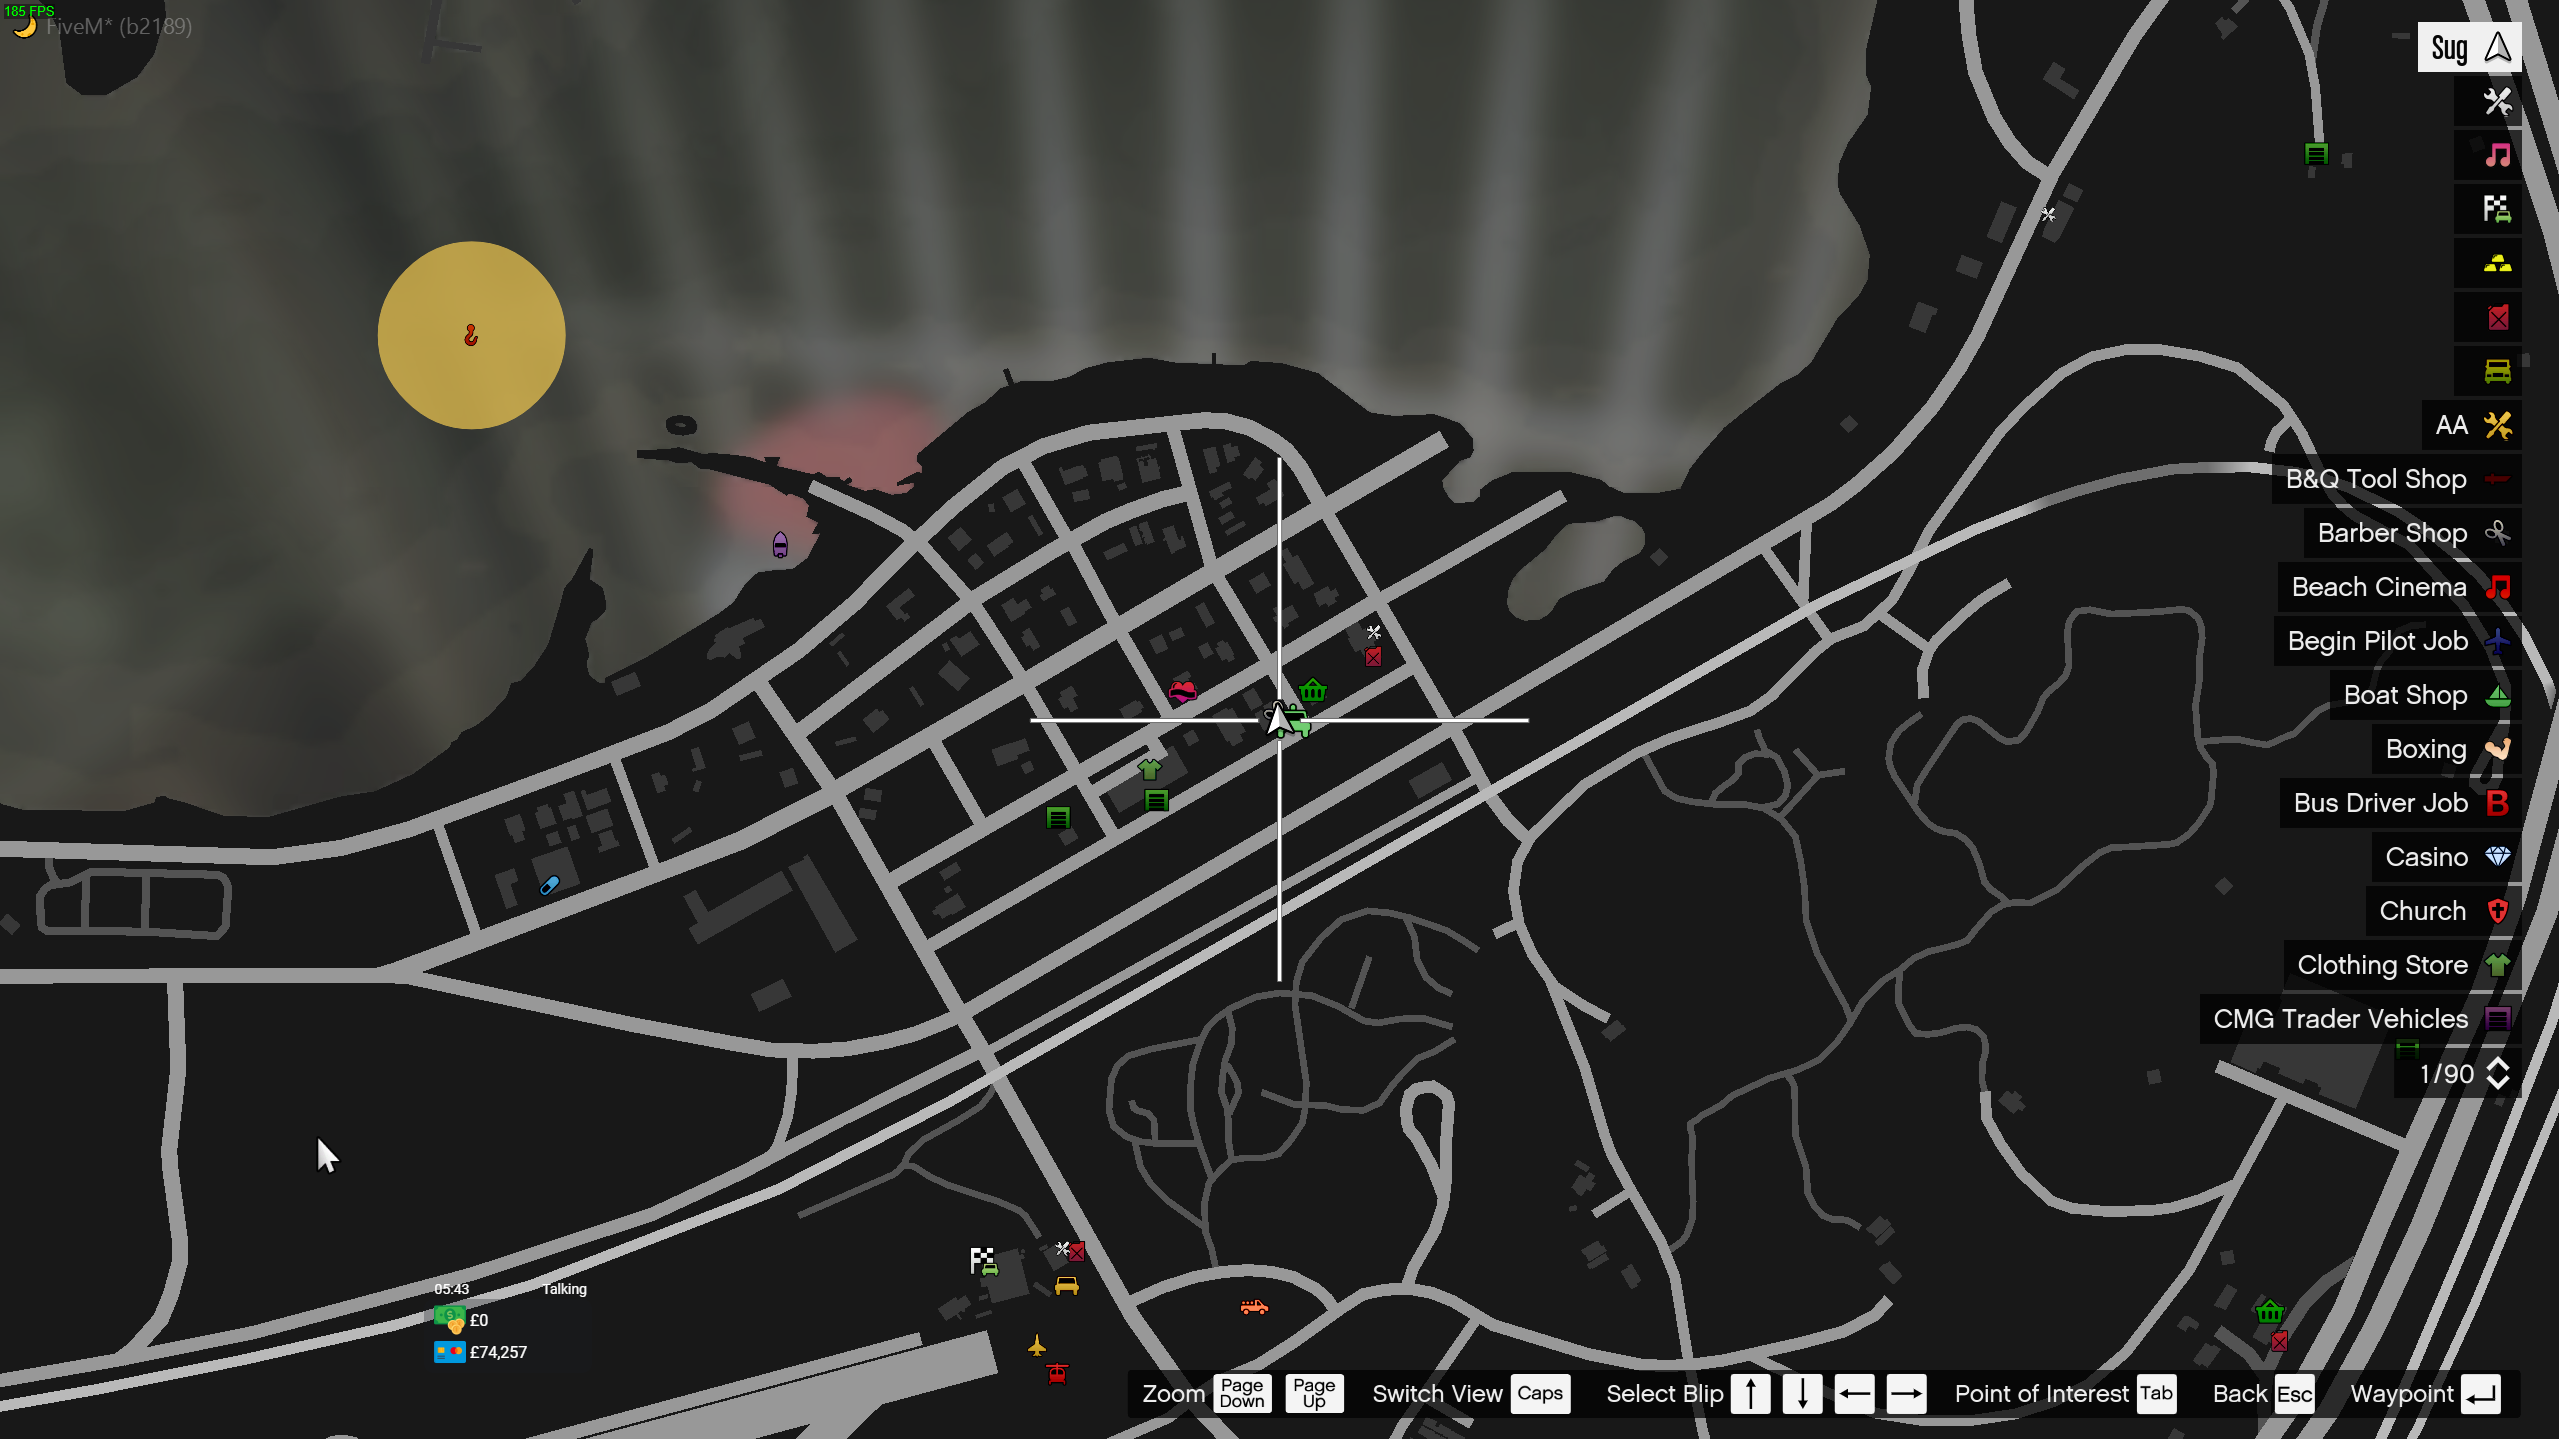 185 FPS
FiveM* (b2189)
Sug
AA
B&Q Tool Shop
Barber Shop
Beach Cinema
Begin Pilot Job
Boat Shop
Boxing
Bus Driver Job
B
Casino
Church
Clothing Store
CMG Trader Vehicles
1/90
05:43 Talking
£0
£74,257
Zoom Page Down Page Up Switch View Caps Select Blip ↑ ↓ ← → Point of Interest Tab Back Esc Waypoint